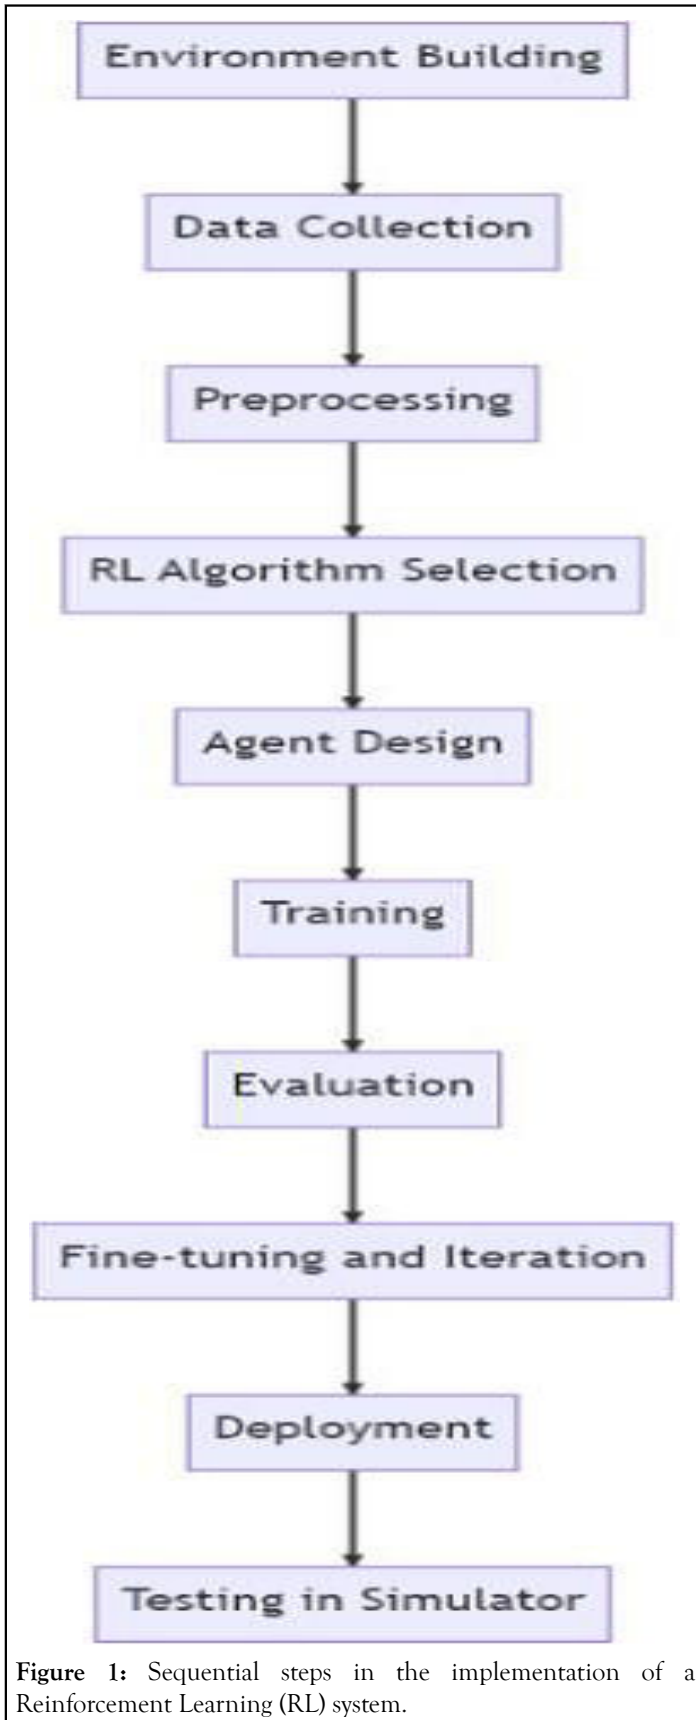 Environment Building
Data Collection
Preprocessing
RL Algorithm Selection
Agent Design
Training
Evaluation
Fine-tuning and Iteration
Deployment
Testing in Simulator
Figure 1: Sequential steps in the implementation of a
Reinforcement Learning (RL) system.